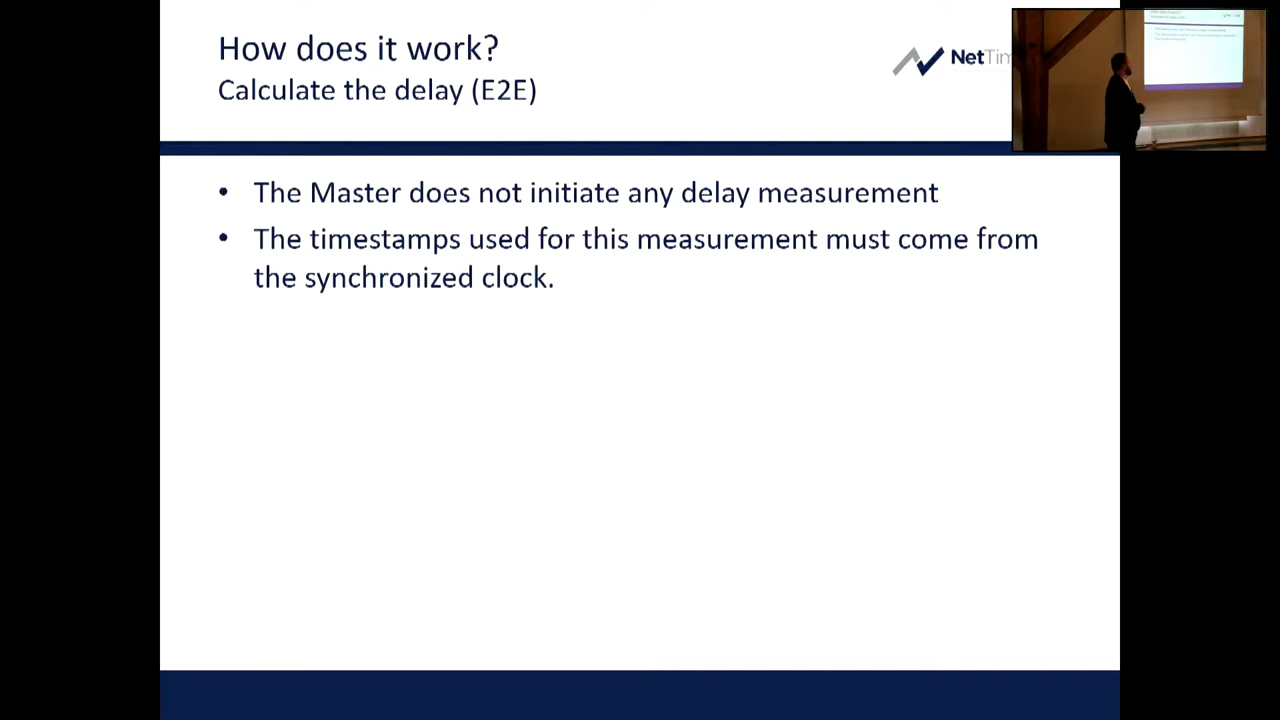 How does it work?
Calculate the delay (E2E)
NetTim
• The Master does not initiate any delay measurement
• The timestamps used for this measurement must come from
the synchronized clock.